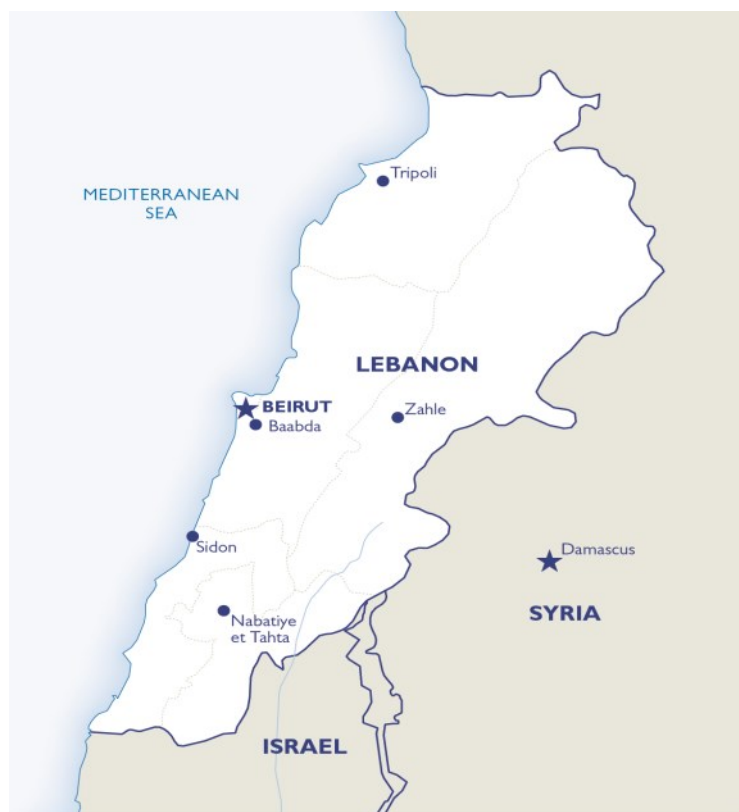 Tripoli
MEDITERRANEAN
SEA
LEBANON
BEIRUT
Zahle
Baabda
Sidon
Damascus
Nabatiye
et Tahta
SYRIA
ISRAEL